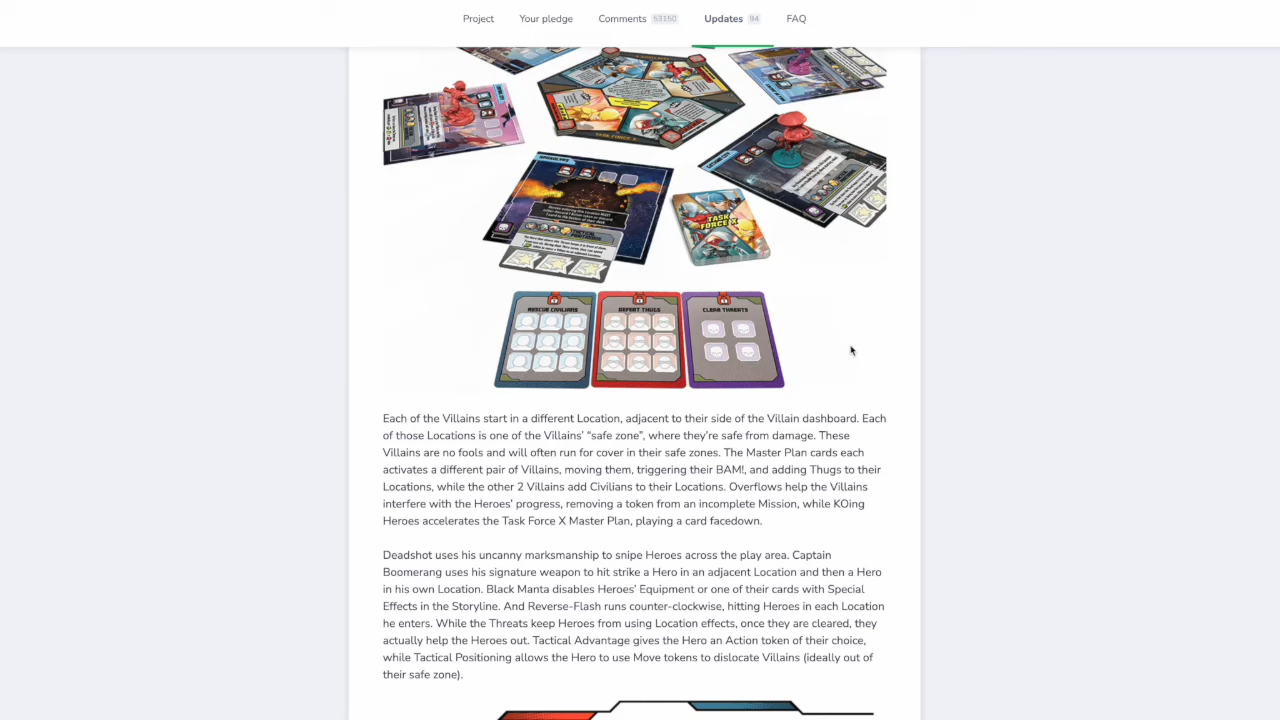 Project Your pledge Comments 53150 Updates 94 FAQ
TASK FORCE X
TASK FORCE X
RESCUE CIVILIANS DEFEAT THUGS CLEAR THREATS
Each of the Villains start in a different Location, adjacent to their side of the Villain dashboard. Each
of those Locations is one of the Villains’ “safe zone”, where they’re safe from damage. These
Villains are no fools and will often run for cover in their safe zones. The Master Plan cards each
activates a different pair of Villains, moving them, triggering their BAM!, and adding Thugs to their
Locations, while the other 2 Villains add Civilians to their Locations. Overflows help the Villains
interfere with the Heroes’ progress, removing a token from an incomplete Mission, while KOing
Heroes accelerates the Task Force X Master Plan, playing a card facedown.
Deadshot uses his uncanny marksmanship to snipe Heroes across the play area. Captain
Boomerang uses his signature weapon to hit strike a Hero in an adjacent Location and then a Hero
in his own Location. Black Manta disables Heroes’ Equipment or one of their cards with Special
Effects in the Storyline. And Reverse-Flash runs counter-clockwise, hitting Heroes in each Location
he enters. While the Threats keep Heroes from using Location effects, once they are cleared, they
actually help the Heroes out. Tactical Advantage gives the Hero an Action token of their choice,
while Tactical Positioning allows the Hero to use Move tokens to dislocate Villains (ideally out of
their safe zone).